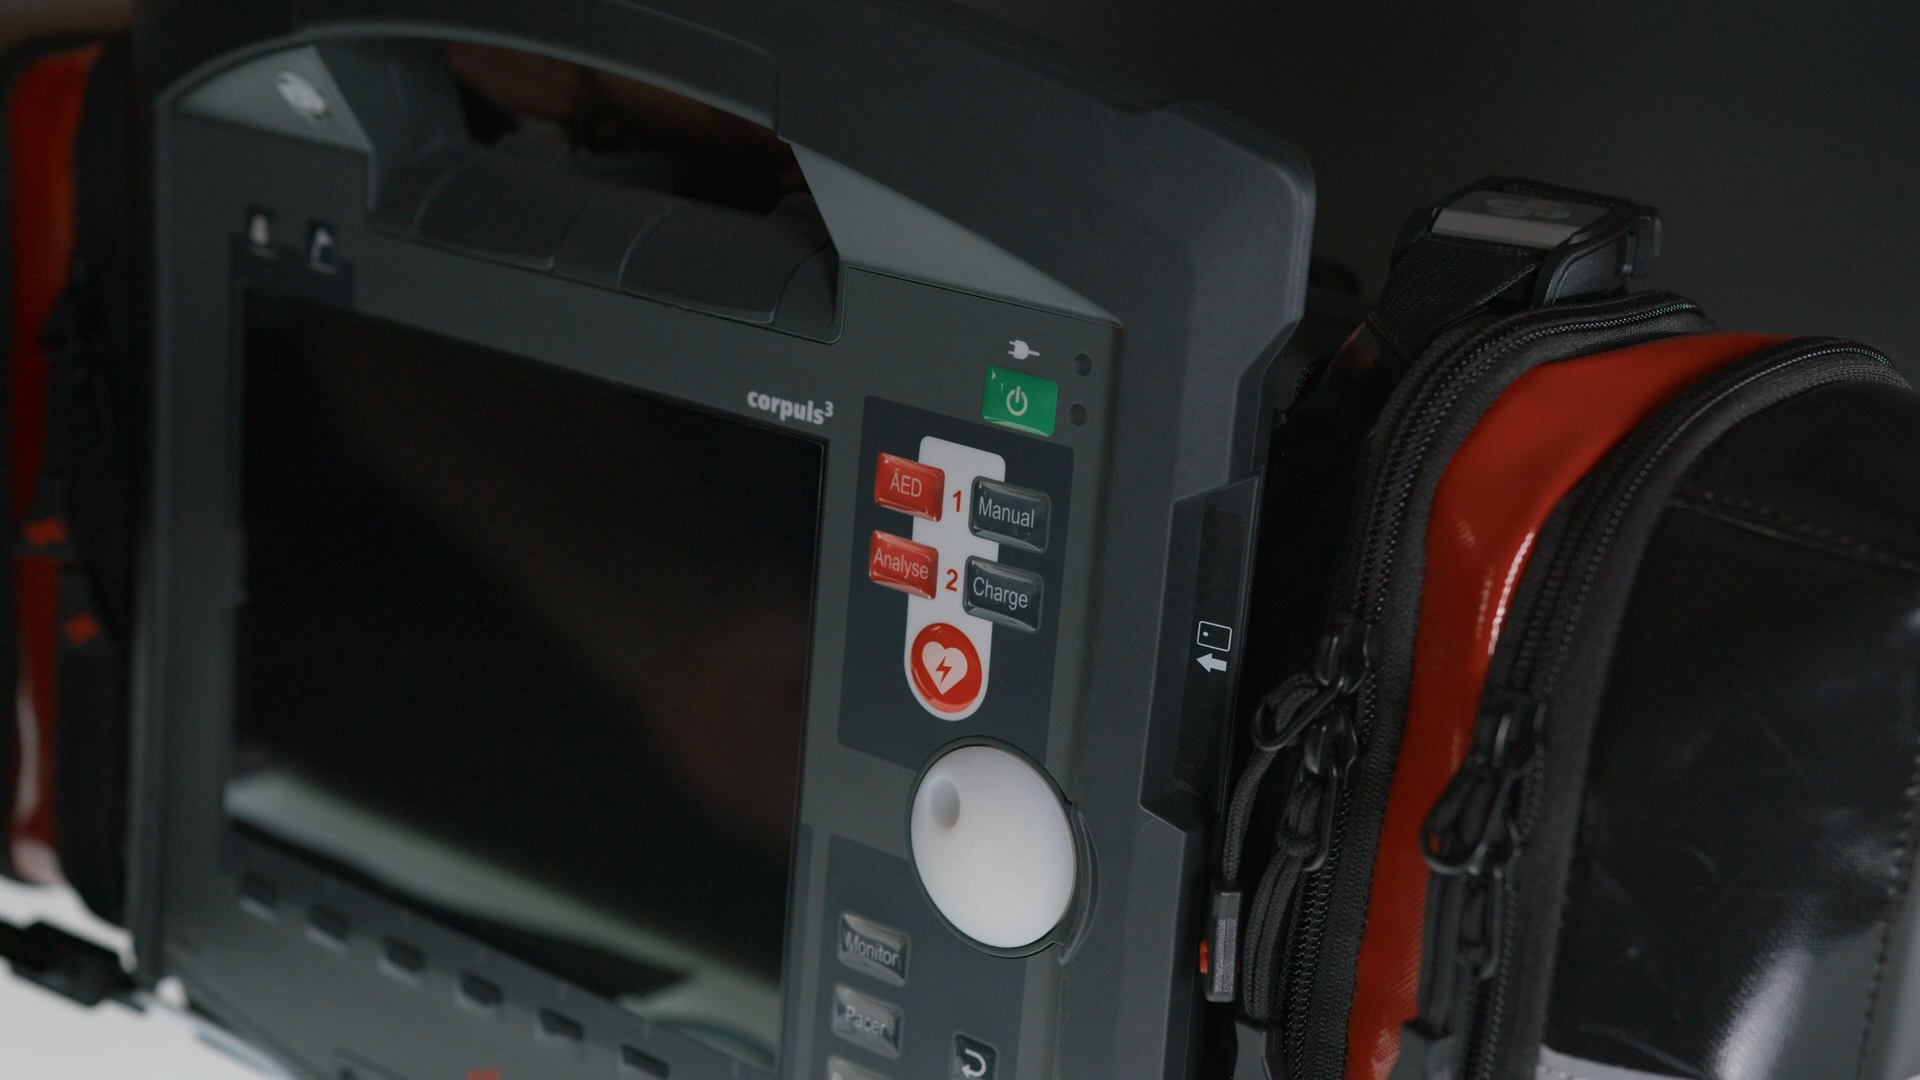 corpuls³
AED 1 Manual
Analyse 2 Charge
Monitor
Pacer